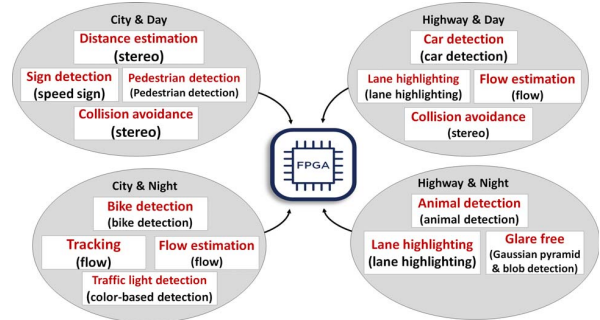 City & Day
Distance estimation
(stereo)
Sign detection
(speed sign)
Pedestrian detection
(Pedestrian detection)
Collision avoidance
(stereo)
Highway & Day
Car detection
(car detection)
Lane highlighting
(lane highlighting)
Flow estimation
(flow)
Collision avoidance
(stereo)
FPGA
City & Night
Bike detection
(bike detection)
Tracking
(flow)
Flow estimation
(flow)
Traffic light detection
(color-based detection)
Highway & Night
Animal detection
(animal detection)
Lane highlighting
(lane highlighting)
Glare free
(Gaussian pyramid
& blob detection)